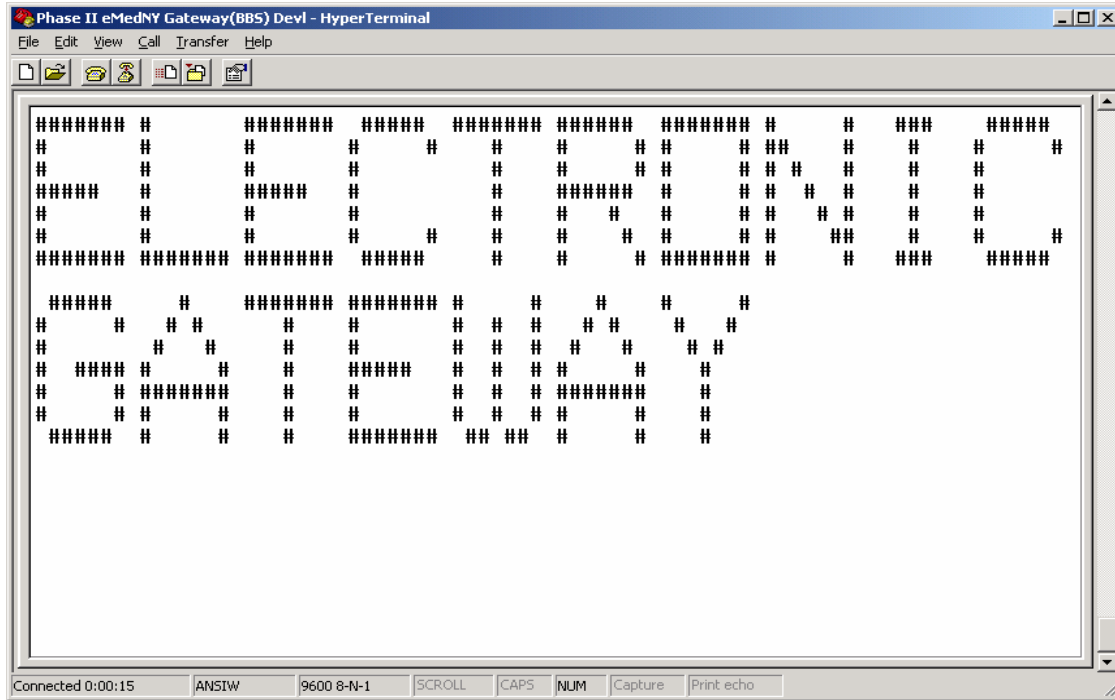 Phase II eMedNY Gateway(BBS) Devl - HyperTerminal
File Edit View Call Transfer Help
ELECTRONIC
GATEWAY
Connected 0:00:15 ANSIW 9600 8-N-1 SCROLL CAPS NUM Capture Print echo